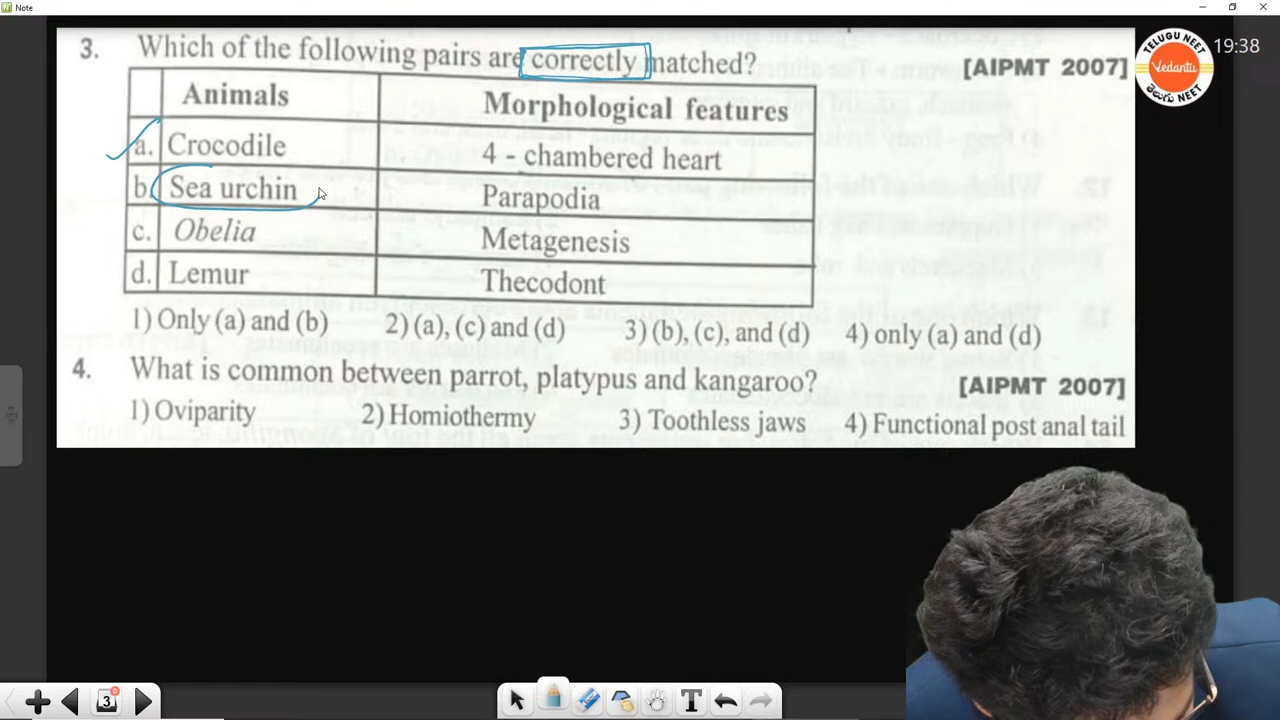 Note
19:38
TELUGU NEET
Vedantu
తెలుగు NEET
3. Which of the following pairs are correctly matched? [AIPMT 2007]
Animals Morphological features
a. Crocodile 4 - chambered heart
b. Sea urchin Parapodia
c. Obelia Metagenesis
d. Lemur Thecodont
1) Only (a) and (b) 2) (a), (c) and (d) 3) (b), (c), and (d) 4) only (a) and (d)
4. What is common between parrot, platypus and kangaroo? [AIPMT 2007]
1) Oviparity 2) Homiothermy 3) Toothless jaws 4) Functional post anal tail
3
0
T